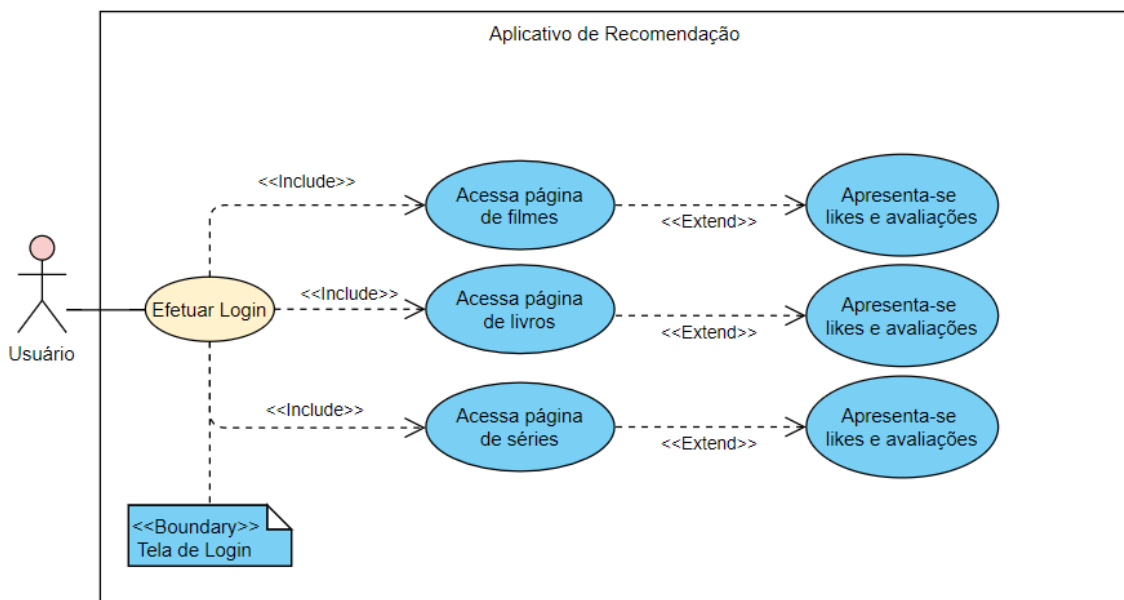 Aplicativo de Recomendação
<<Include>>
Acessa página
de filmes
<<Extend>>
Apresenta-se
likes e avaliações
Usuário
Efetuar Login
<<Include>>
Acessa página
de livros
<<Extend>>
Apresenta-se
likes e avaliações
<<Include>>
Acessa página
de séries
<<Extend>>
Apresenta-se
likes e avaliações
<<Boundary>>
Tela de Login